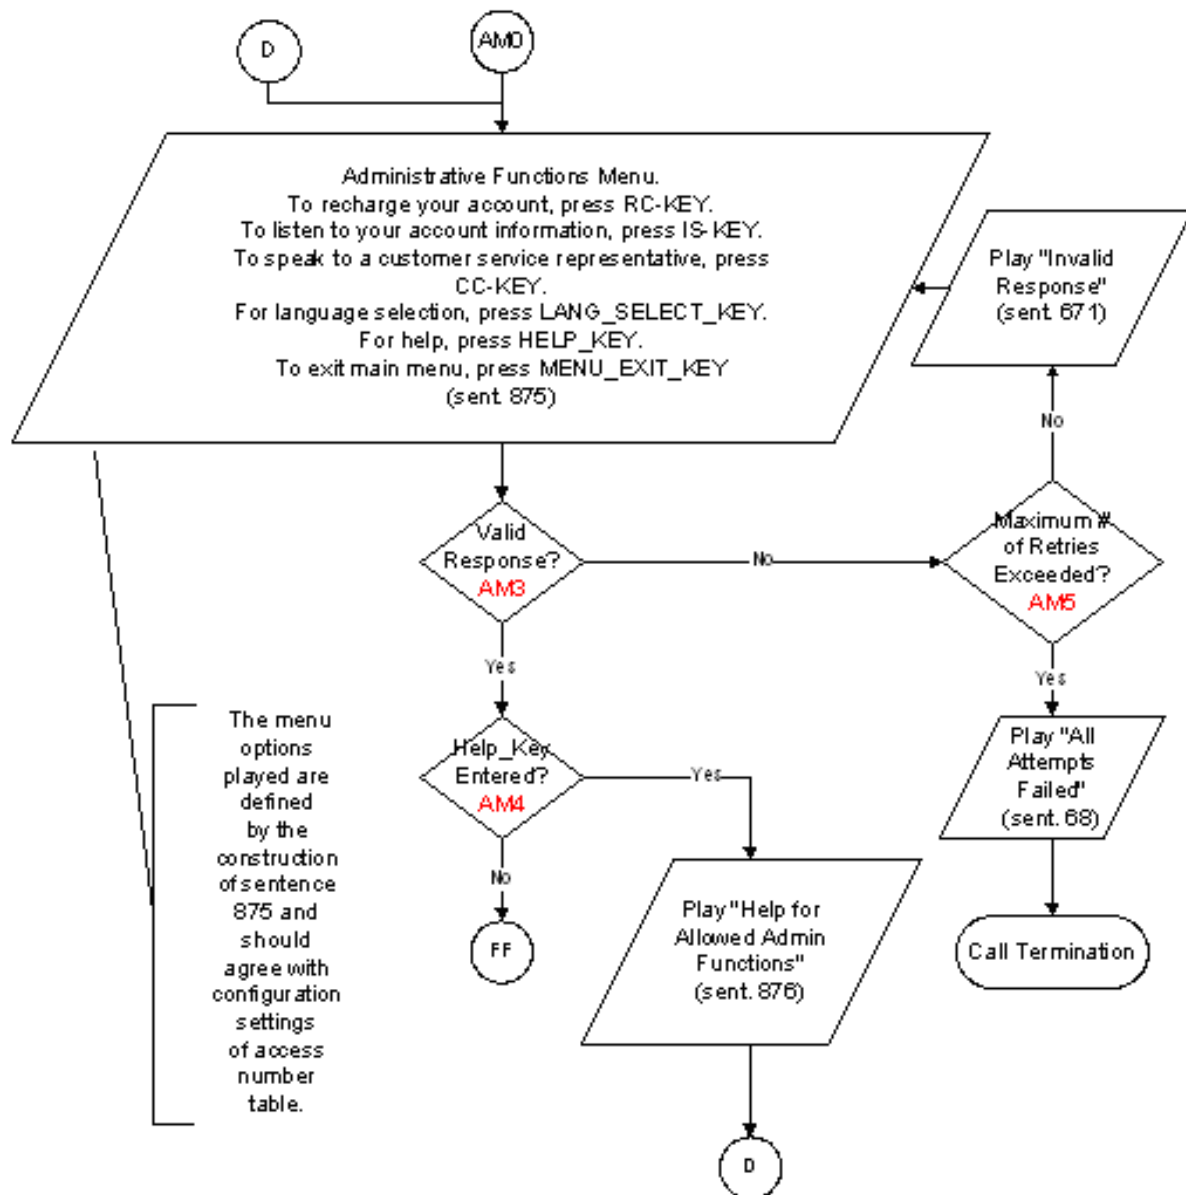 D
AM0
Administrative Functions Menu.
To recharge your account, press RC-KEY.
To listen to your account information, press IS-KEY.
To speak to a customer service representative, press
CC-KEY.
For language selection, press LANG_SELECT_KEY.
For help, press HELP_KEY.
To exit main menu, press MENU_EXIT_KEY
(sent. 875)
Play "Invalid
Response"
(sent. 671)
No
Valid
Response?
AM3
No
Maximum #
of Retries
Exceeded?
AM5
Yes
Yes
The menu
options
played are
defined
by the
construction
of sentence
875 and
should
agree with
configuration
settings
of access
number
table.
Help_Key
Entered?
AM4
Yes
Play "All
Attempts
Failed"
(sent. 68)
No
FF
Play "Help for
Allowed Admin
Functions"
(sent. 876)
Call Termination
D